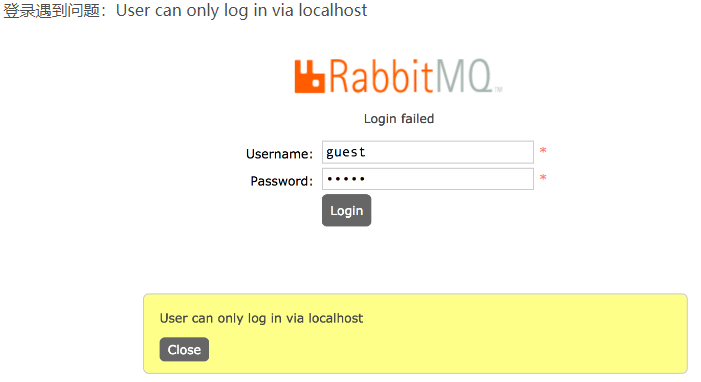 登录遇到问题：User can only log in via localhost
RabbitMQ™
Login failed
Username: guest *
Password: ••••• *
Login
User can only log in via localhost
Close